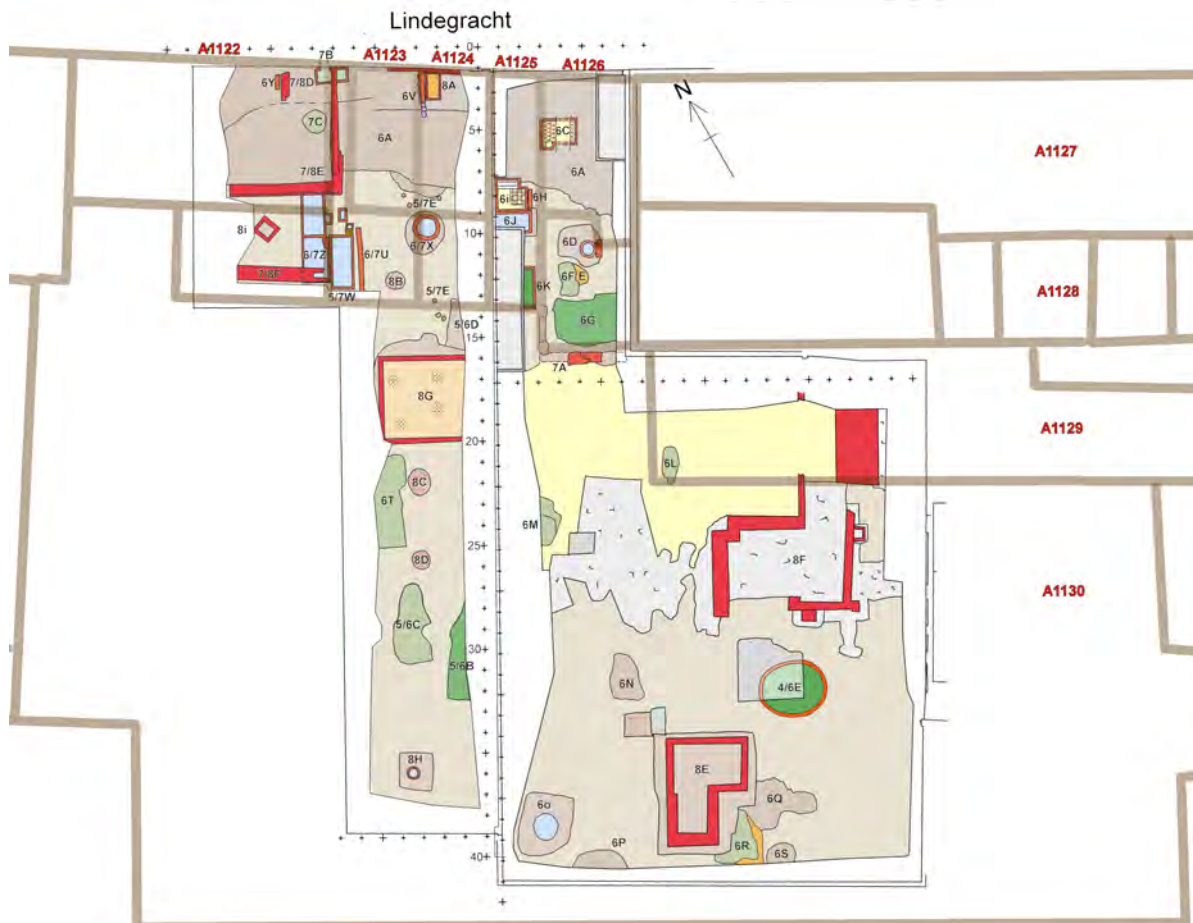 Lindegracht
0+
A1122
7B
A1123
A1124
A1125
A1126
6Y
7/8D
6V
8A
N
7C
6A
5+
6C
A1127
7/8E
6A
5/7E
6i
6H
6J
8i
10+
6/7Z
6/7U
6/7X
6D
7/8F
8B
6F
E
5/7W
5/7E
6K
A1128
5/6D
6G
15+
7A
8G
A1129
20+
6L
8C
6T
6M
25+
8D
8F
A1130
5/6C
30+
5/6B
6N
4/6E
8H
8E
6o
6Q
6R
6P
6S
40+